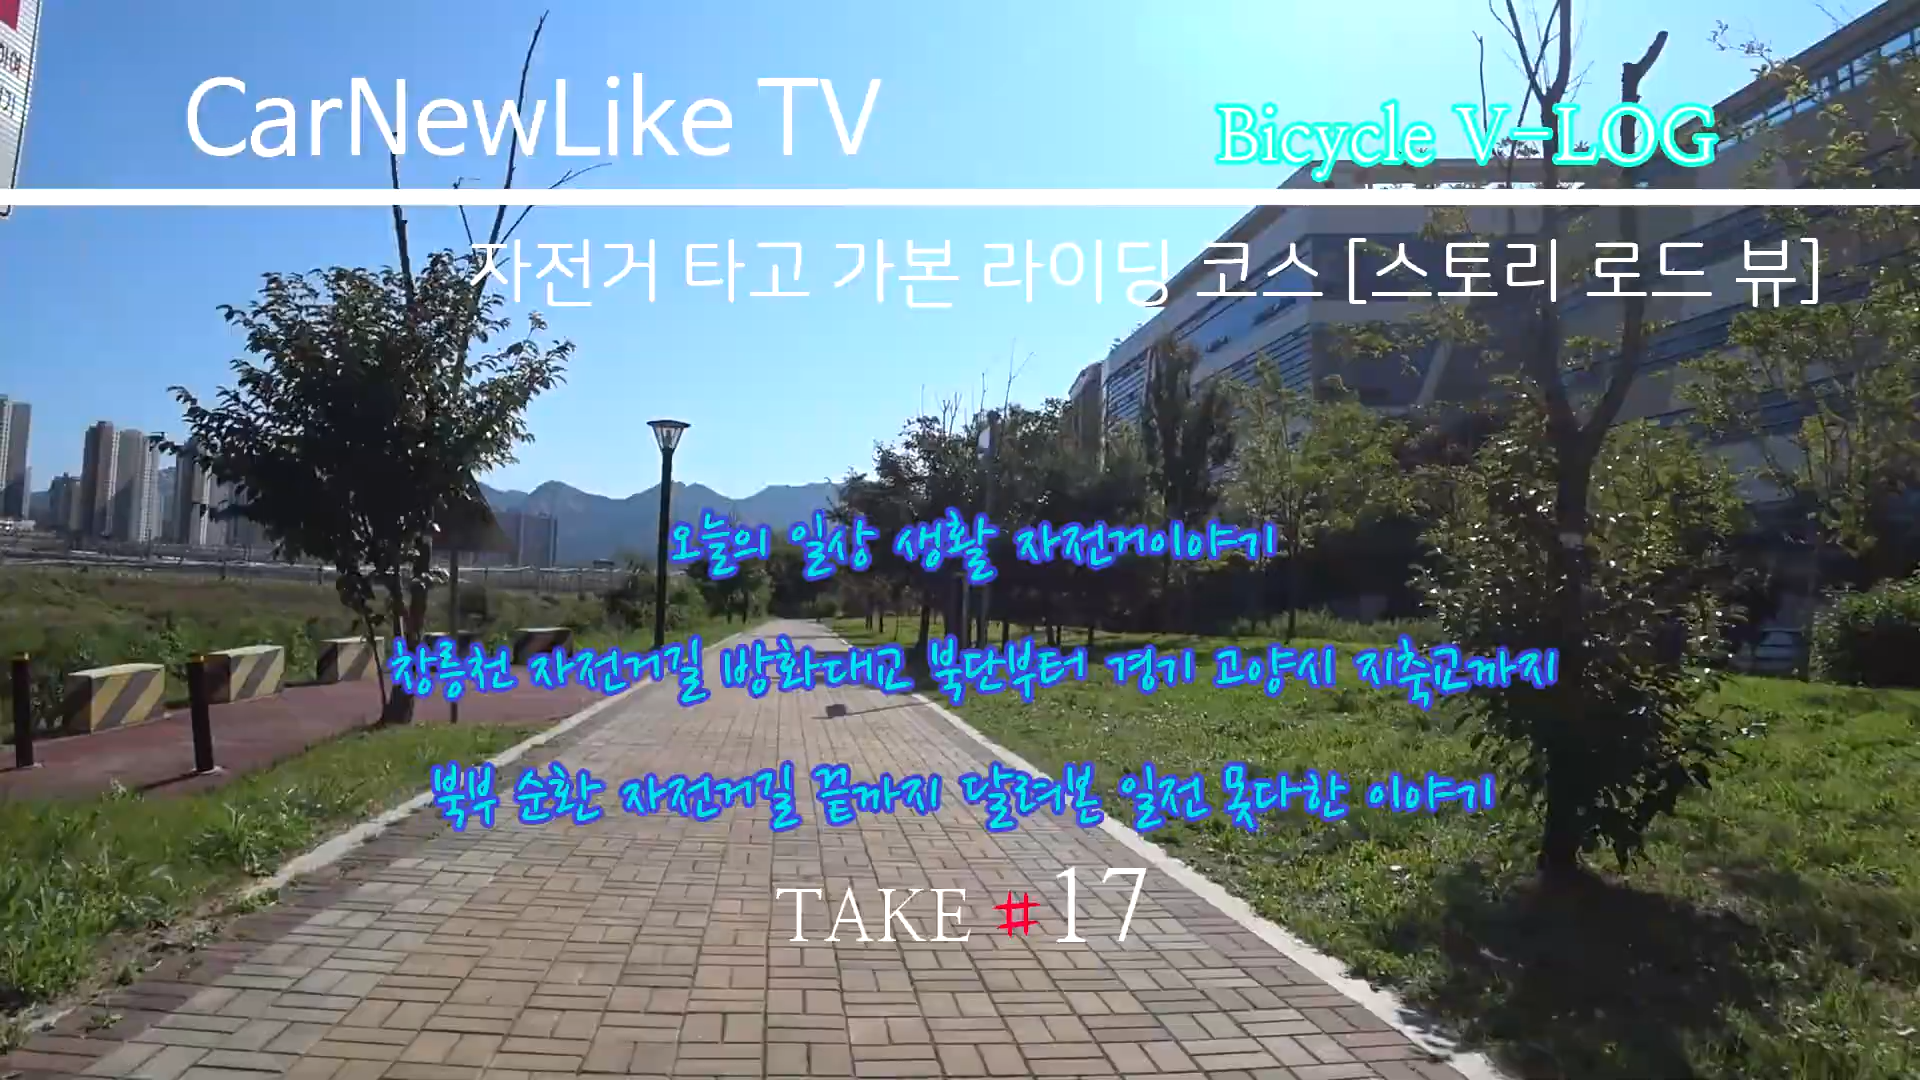 CarNewLike TV
Bicycle V-LOG
자전거 타고 가본 라이딩 코스 [스토리 로드 뷰]
오늘의 일상 생활 자전거이야기
창릉천 자전거길 방화대교 북단부터 경기 고양시 지축교까지
북부 순환 자전거길 끝까지 달려본 일전 못다한 이야기
TAKE #17